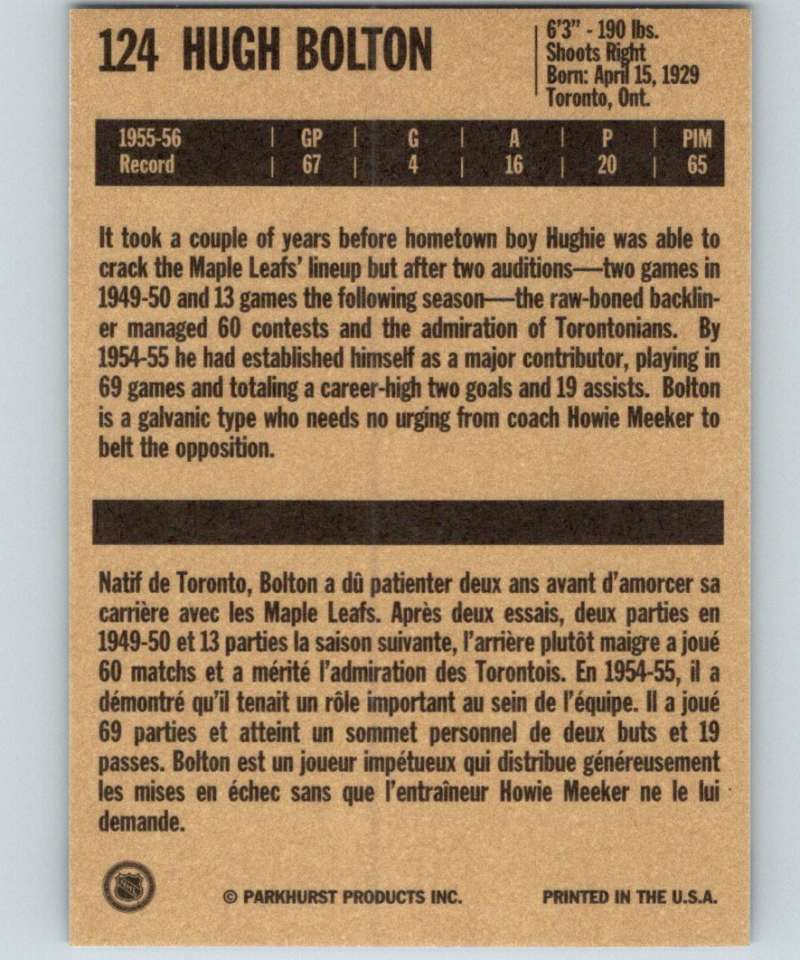 124 HUGH BOLTON
6'3" - 190 lbs.
Shoots Right
Born: April 15, 1929
Toronto, Ont.
1955-56 | GP | G | A | P | PIM
Record | 67 | 4 | 16 | 20 | 65
It took a couple of years before hometown boy Hughie was able to
crack the Maple Leafs' lineup but after two auditions—two games in
1949-50 and 13 games the following season—the raw-boned backlin-
er managed 60 contests and the admiration of Torontonians. By
1954-55 he had established himself as a major contributor, playing in
69 games and totaling a career-high two goals and 19 assists. Bolton
is a galvanic type who needs no urging from coach Howie Meeker to
belt the opposition.
Natif de Toronto, Bolton a dû patienter deux ans avant d'amorcer sa
carrière avec les Maple Leafs. Après deux essais, deux parties en
1949-50 et 13 parties la saison suivante, l'arrière plutôt maigre a joué
60 matchs et a mérité l'admiration des Torontois. En 1954-55, il a
démontré qu'il tenait un rôle important au sein de l'équipe. Il a joué
69 parties et atteint un sommet personnel de deux buts et 19
passes. Bolton est un joueur impétueux qui distribue généreusement
les mises en échec sans que l'entraîneur Howie Meeker ne le lui
demande.
NHL
© PARKHURST PRODUCTS INC.
PRINTED IN THE U.S.A.